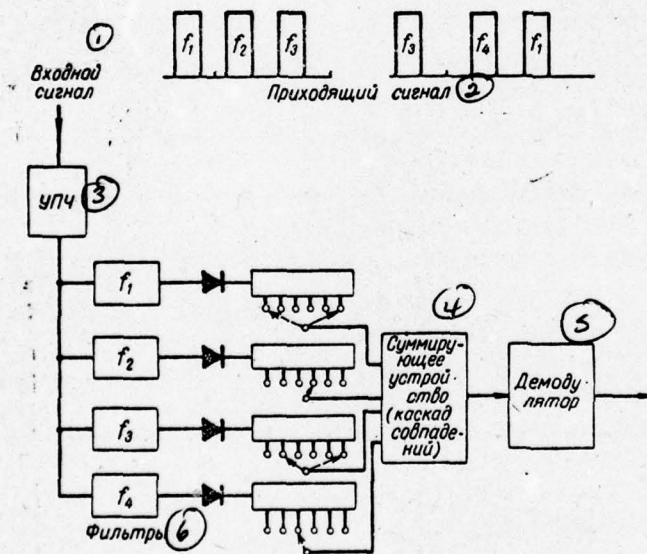 1
f1 f2 f3 f3 f4 f1
Входной
сигнал
Приходящий сигнал 2
УПЧ 3
f1
f2
f3
f4
Фильтры 6
4
Суммиру-
ющее
устрой-
ство
(каскад
совпаде-
ний)
5
Демоду-
лятор